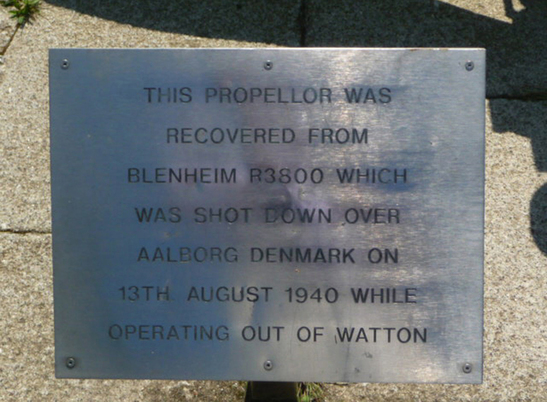 THIS PROPELLOR WAS
RECOVERED FROM
BLENHEIM R3800 WHICH
WAS SHOT DOWN OVER
AALBORG DENMARK ON
13TH AUGUST 1940 WHILE
OPERATING OUT OF WATTON